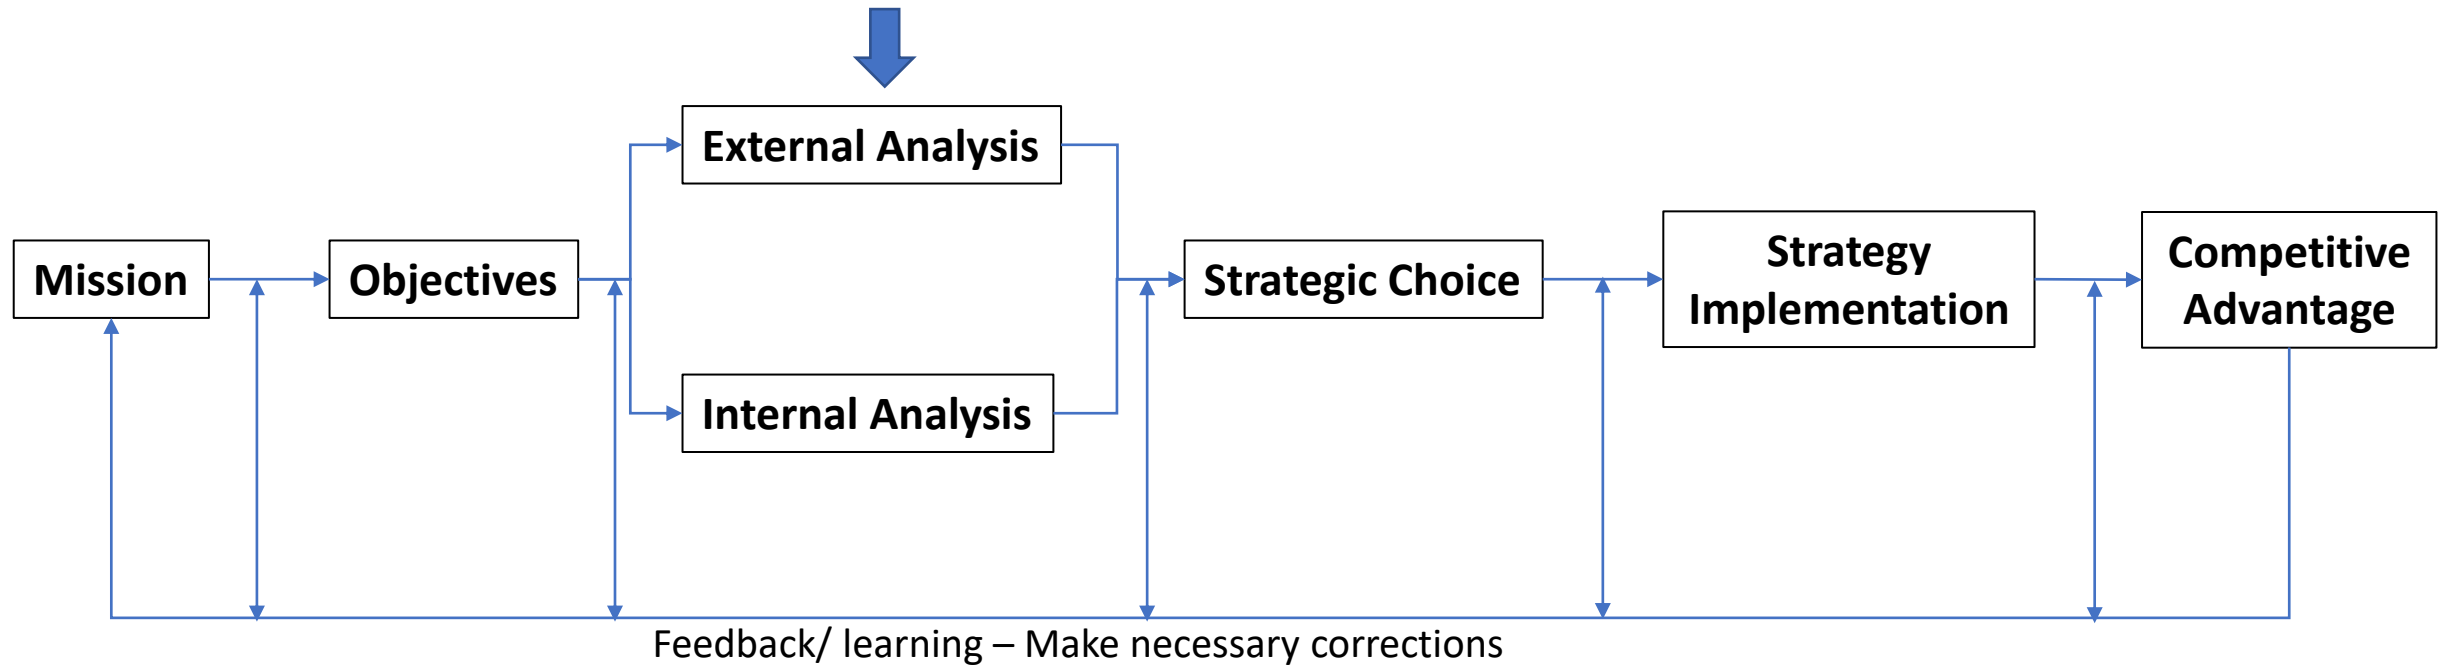 External Analysis
Mission
Objectives
Strategic Choice
Strategy
Implementation
Competitive
Advantage
Internal Analysis
Feedback/ learning – Make necessary corrections